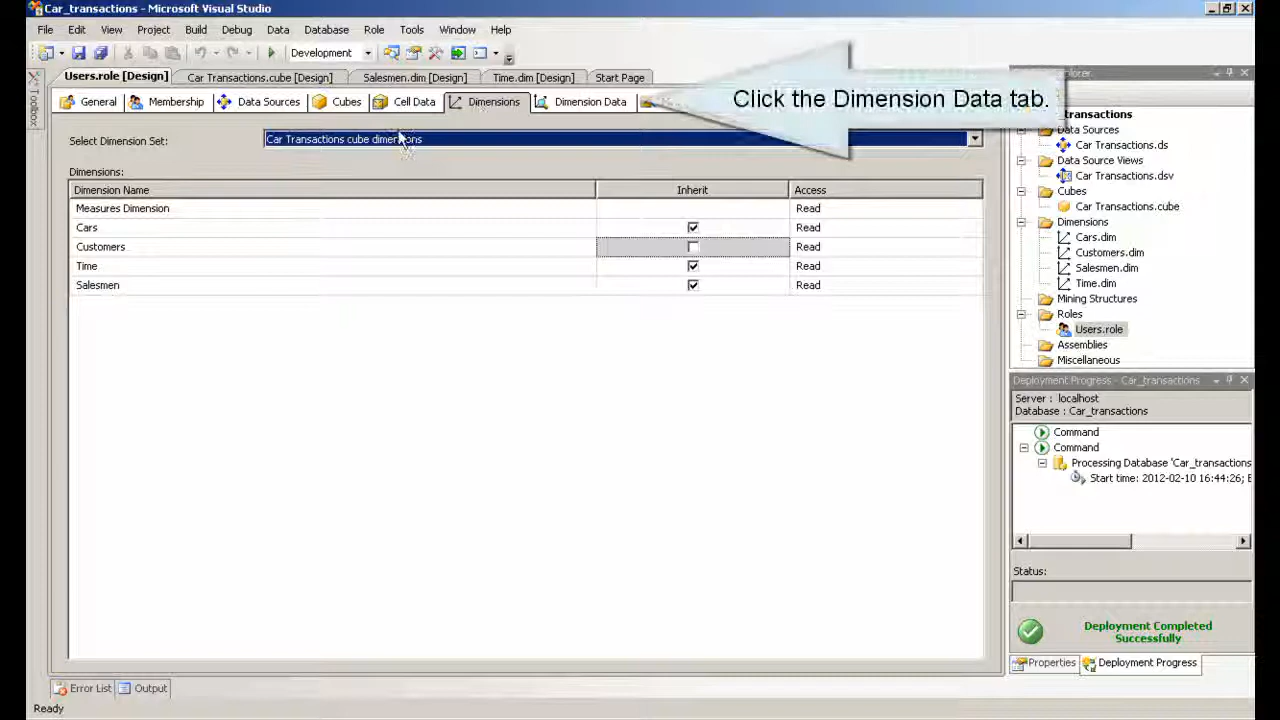 Car_transactions - Microsoft Visual Studio
File Edit View Project Build Debug Data Database Role Tools Window Help
Development
Users.role [Design] Car Transactions.cube [Design] Salesmen.dim [Design] Time.dim [Design] Start Page
General Membership Data Sources Cubes Cell Data Dimensions Dimension Data
Click the Dimension Data tab.
Toolbox
Select Dimension Set: Car Transactions cube dimensions
Dimensions:
Dimension Name Inherit Access
Measures Dimension Read
Cars Read
Customers Read
Time Read
Salesmen Read
Data Sources
Car Transactions.ds
Data Source Views
Car Transactions.dsv
Cubes
Car Transactions.cube
Dimensions
Cars.dim
Customers.dim
Salesmen.dim
Time.dim
Mining Structures
Roles
Users.role
Assemblies
Miscellaneous
Deployment Progress - Car_transactions
Server : localhost
Database : Car_transactions
Command
Command
Processing Database 'Car_transactions
Start time: 2012-02-10 16:44:26; E
Status:
Deployment Completed
Successfully
Properties Deployment Progress
Error List Output
Ready